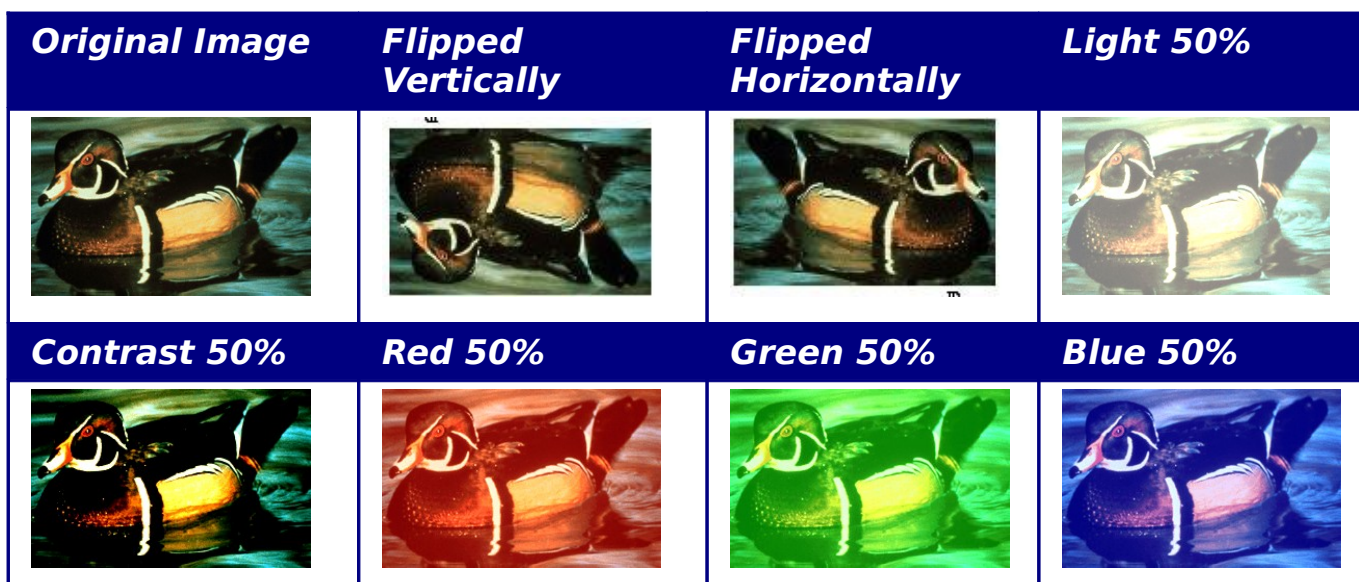 Original Image
Flipped
Vertically
Flipped
Horizontally
Light 50%
Contrast 50%
Red 50%
Green 50%
Blue 50%